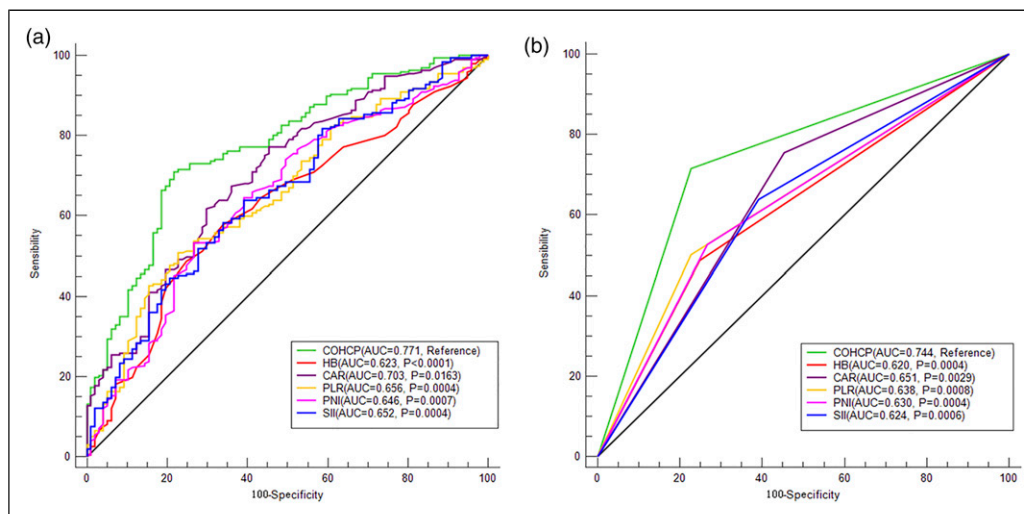 (a)
100
80
60
40
20
0
Sensibility
0 20 40 60 80 100
100-Specificity
COHCP(AUC=0.771, Reference)
HB(AUC=0.623, P<0.0001)
CAR(AUC=0.703, P=0.0163)
PLR(AUC=0.656, P=0.0004)
PNI(AUC=0.646, P=0.0007)
SII(AUC=0.652, P=0.0004)
(b)
100
80
60
40
20
0
Sensibility
0 20 40 60 80 100
100-Specificity
COHCP(AUC=0.744, Reference)
HB(AUC=0.620, P=0.0004)
CAR(AUC=0.651, P=0.0029)
PLR(AUC=0.638, P=0.0008)
PNI(AUC=0.630, P=0.0004)
SII(AUC=0.624, P=0.0006)